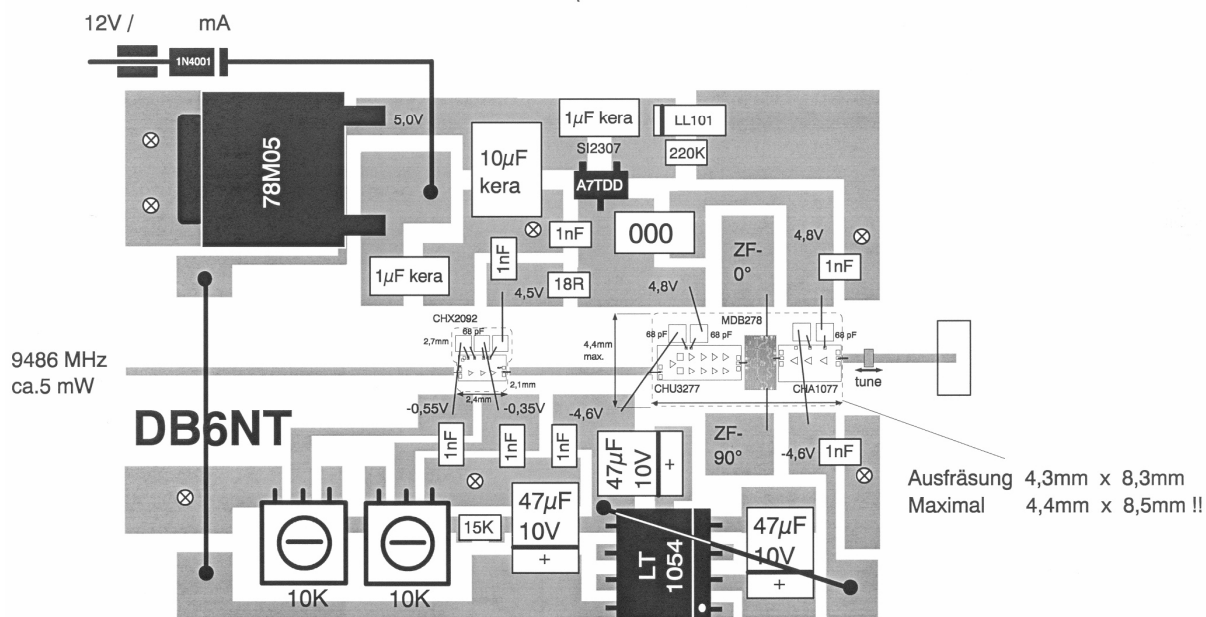 12V / mA
1N4001
78M05
5,0V
10µF
kera
1µF kera
SI2307
A7TDD
LL101
220K
000
1nF
1nF
18R
1µF kera
4,5V
4,8V
ZF-
0°
4,8V
1nF
CHX2092
2,7mm
68 pF
2,1mm
2,4mm
4,4mm
max.
68 pF
68 pF
MDB278
68 pF
CHU3277
CHA1077
tune
9486 MHz
ca.5 mW
DB6NT
-0,55V
-0,35V
-4,6V
1nF
1nF
1nF
47µF
10V
+
ZF-
90°
-4,6V
1nF
Ausfräsung 4,3mm x 8,3mm
Maximal 4,4mm x 8,5mm !!
10K
10K
15K
47µF
10V
+
LT
1054
47µF
10V
+